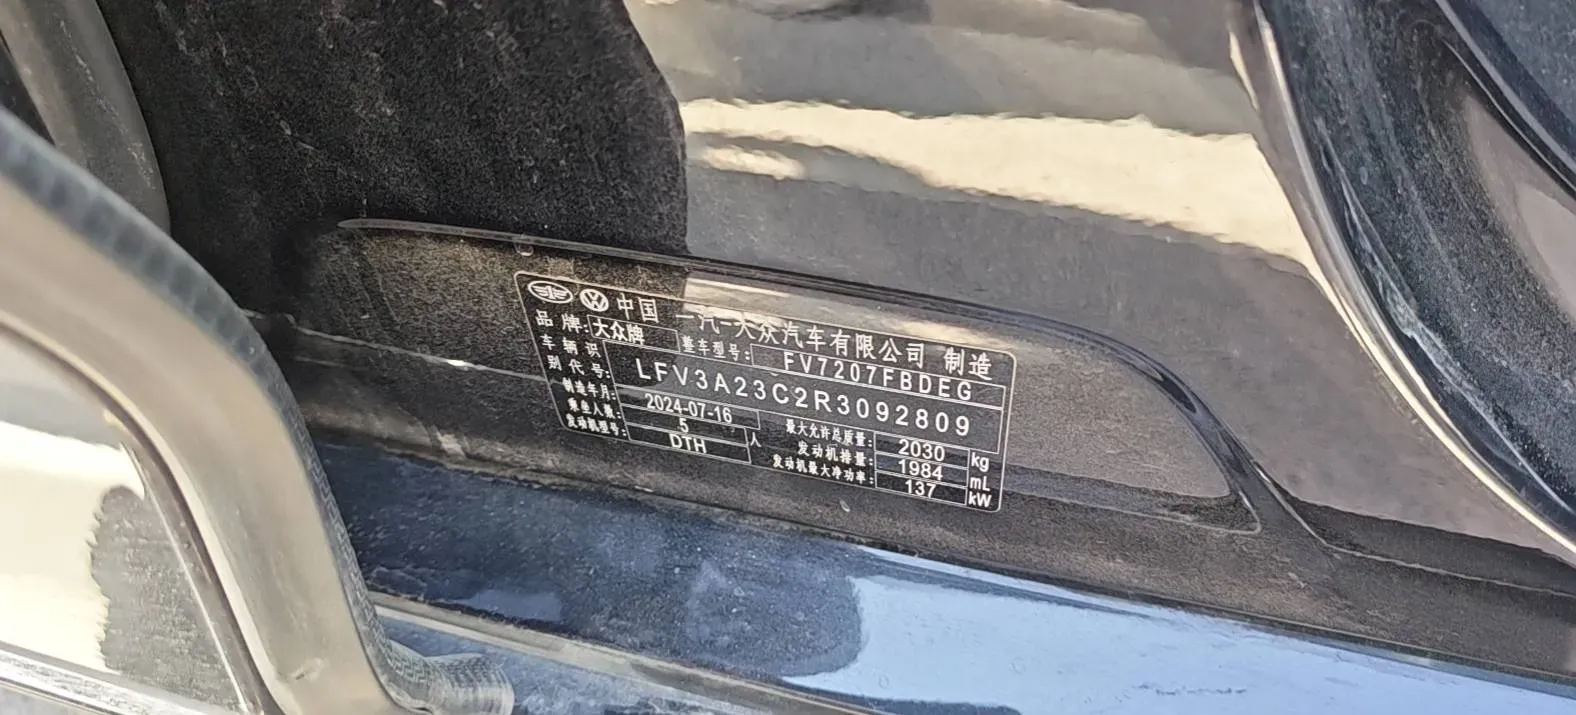 中国 一汽-大众汽车有限公司 制造
品牌: 大众牌 整车型号: FV7207FBDEG
车辆识别代号: LFV3A23C2R3092809
制造年月: 2024-07-16 最大允许总质量: 2030 kg
乘坐人数: 5 人 发动机排量: 1984 mL
发动机型号: DTH 发动机最大净功率: 137 kW